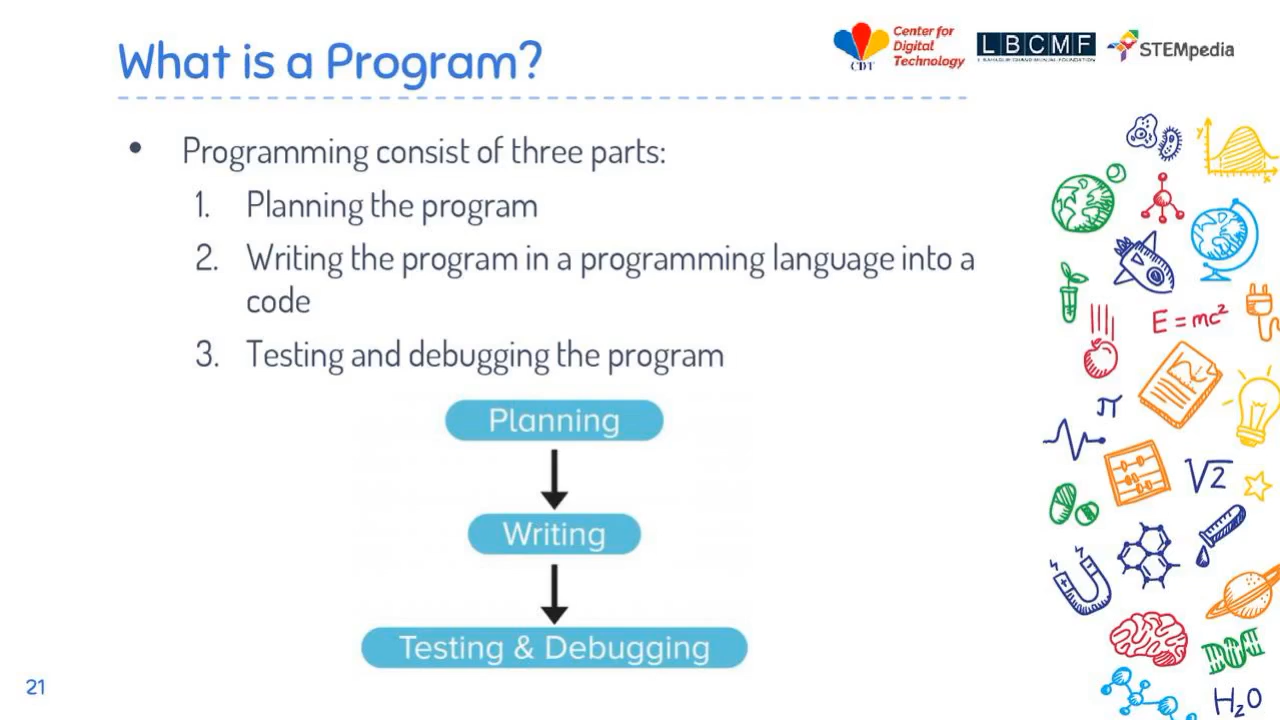 What is a Program?
CDT
Center for
Digital
Technology
LBCMF
STEMpedia
• Programming consist of three parts:
1. Planning the program
2. Writing the program in a programming language into a
code
3. Testing and debugging the program
Planning
Writing
Testing & Debugging
21
y
x
E = mc²
π
√2
H₂O